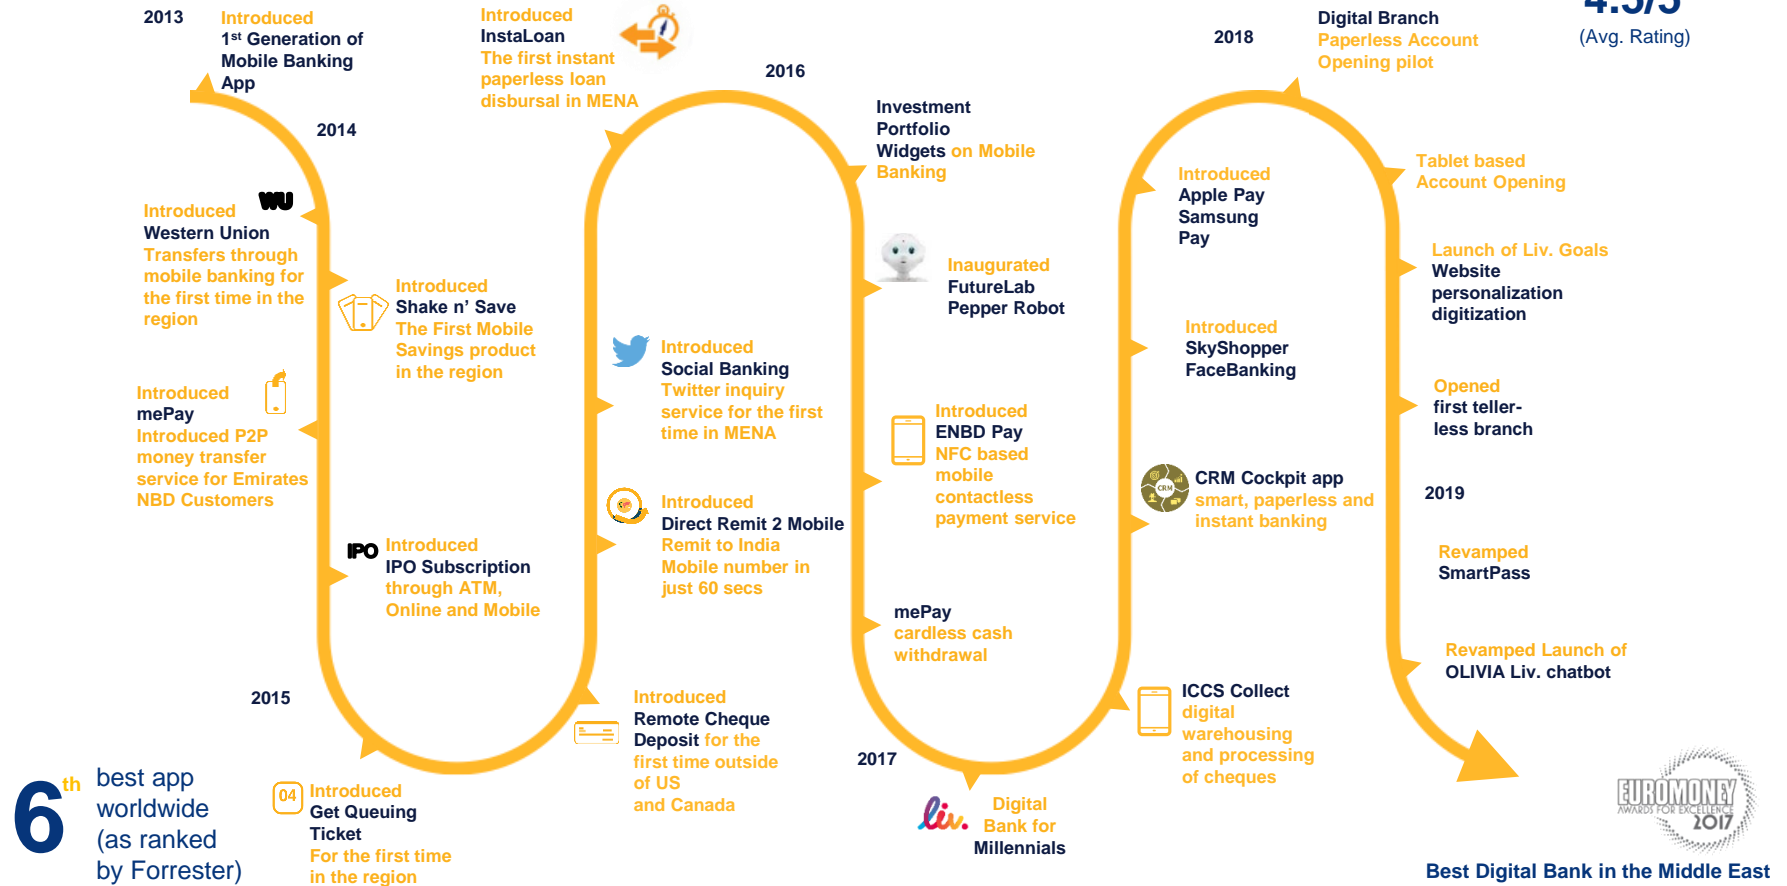 2013
Introduced
1st Generation of
Mobile Banking
App
2014
WU
Introduced
Western Union
Transfers through
mobile banking for
the first time in the
region
Introduced
Shake n’ Save
The First Mobile
Savings product
in the region
Introduced
mePay
Introduced P2P
money transfer
service for Emirates
NBD Customers
IPO
Introduced
IPO Subscription
through ATM,
Online and Mobile
2015
04
Introduced
Get Queuing
Ticket
For the first time
in the region
Introduced
Remote Cheque
Deposit for the
first time outside
of US
and Canada
Introduced
Direct Remit 2 Mobile
Remit to India
Mobile number in
just 60 secs
Introduced
Social Banking
Twitter inquiry
service for the first
time in MENA
Introduced
InstaLoan
The first instant
paperless loan
disbursal in MENA
2016
Investment
Portfolio
Widgets on Mobile
Banking
Inaugurated
FutureLab
Pepper Robot
Introduced
ENBD Pay
NFC based
mobile
contactless
payment service
mePay
cardless cash
withdrawal
2017
liv.
Digital
Bank for
Millennials
ICCS Collect
digital
warehousing
and processing
of cheques
CRM
CRM Cockpit app
smart, paperless and
instant banking
Introduced
SkyShopper
FaceBanking
Introduced
Apple Pay
Samsung
Pay
2018
Digital Branch
Paperless Account
Opening pilot
(Avg. Rating)
Tablet based
Account Opening
Launch of Liv. Goals
Website
personalization
digitization
Opened
first teller-
less branch
2019
Revamped
SmartPass
Revamped Launch of
OLIVIA Liv. chatbot
6th
best app
worldwide
(as ranked
by Forrester)
EUROMONEY
AWARDS FOR EXCELLENCE
2017
Best Digital Bank in the Middle East